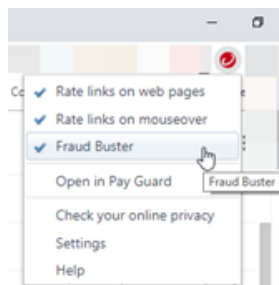 Co
Rate links on web pages
Rate links on mouseover
Fraud Buster
Open in Pay Guard
Fraud Buster
Check your online privacy
Settings
Help